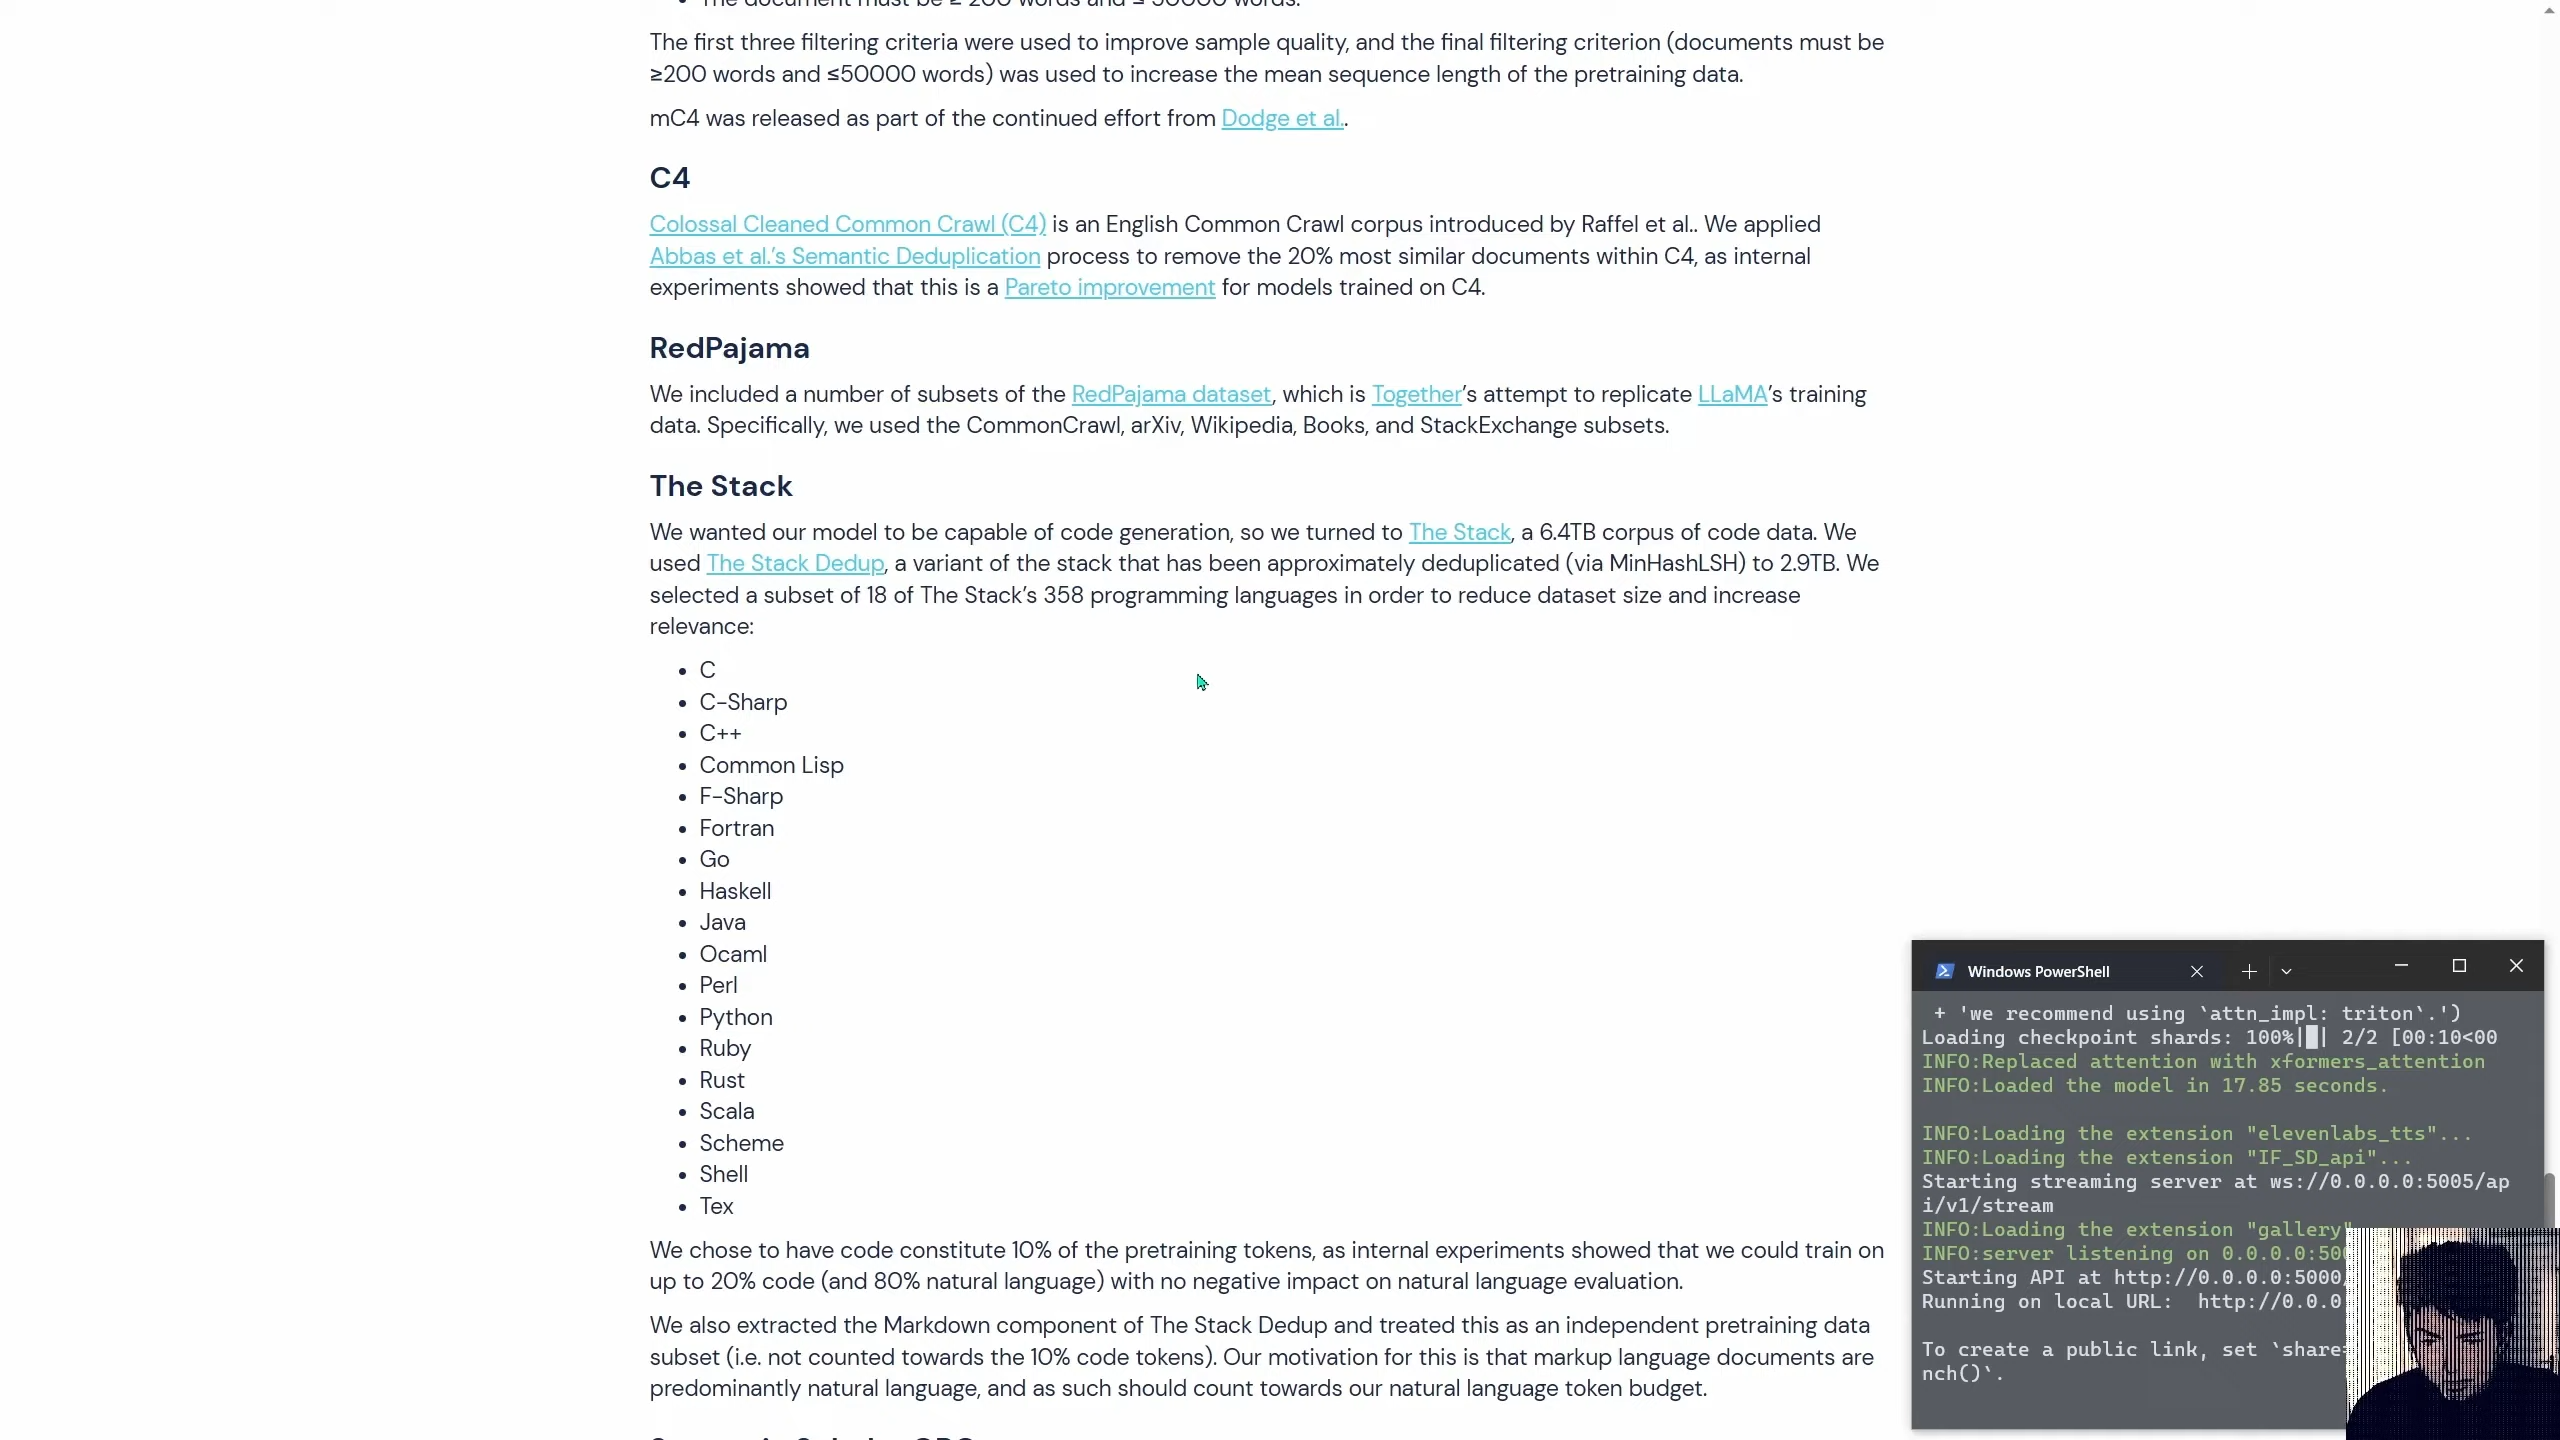 The document must be ≥ 200 words and ≤ 50000 words.
The first three filtering criteria were used to improve sample quality, and the final filtering criterion (documents must be
≥200 words and ≤50000 words) was used to increase the mean sequence length of the pretraining data.
mC4 was released as part of the continued effort from Dodge et al..
C4
Colossal Cleaned Common Crawl (C4) is an English Common Crawl corpus introduced by Raffel et al.. We applied
Abbas et al.'s Semantic Deduplication process to remove the 20% most similar documents within C4, as internal
experiments showed that this is a Pareto improvement for models trained on C4.
RedPajama
We included a number of subsets of the RedPajama dataset, which is Together's attempt to replicate LLaMA's training
data. Specifically, we used the CommonCrawl, arXiv, Wikipedia, Books, and StackExchange subsets.
The Stack
We wanted our model to be capable of code generation, so we turned to The Stack, a 6.4TB corpus of code data. We
used The Stack Dedup, a variant of the stack that has been approximately deduplicated (via MinHashLSH) to 2.9TB. We
selected a subset of 18 of The Stack's 358 programming languages in order to reduce dataset size and increase
relevance:
C
C-Sharp
C++
Common Lisp
F-Sharp
Fortran
Go
Haskell
Java
Ocaml
Perl
Python
Ruby
Rust
Scala
Scheme
Shell
Tex
We chose to have code constitute 10% of the pretraining tokens, as internal experiments showed that we could train on
up to 20% code (and 80% natural language) with no negative impact on natural language evaluation.
We also extracted the Markdown component of The Stack Dedup and treated this as an independent pretraining data
subset (i.e. not counted towards the 10% code tokens). Our motivation for this is that markup language documents are
predominantly natural language, and as such should count towards our natural language token budget.
Windows PowerShell
+ 'we recommend using `attn_impl: triton`.')
Loading checkpoint shards: 100%|█| 2/2 [00:10<00
INFO:Replaced attention with xformers_attention
INFO:Loaded the model in 17.85 seconds.
INFO:Loading the extension "elevenlabs_tts"...
INFO:Loading the extension "IF_SD_api"...
Starting streaming server at ws://0.0.0.0:5005/ap
i/v1/stream
INFO:Loading the extension "gallery"
INFO:server listening on 0.0.0.0:500
Starting API at http://0.0.0.0:5000/
Running on local URL:  http://0.0.0
To create a public link, set `share=
nch()`.